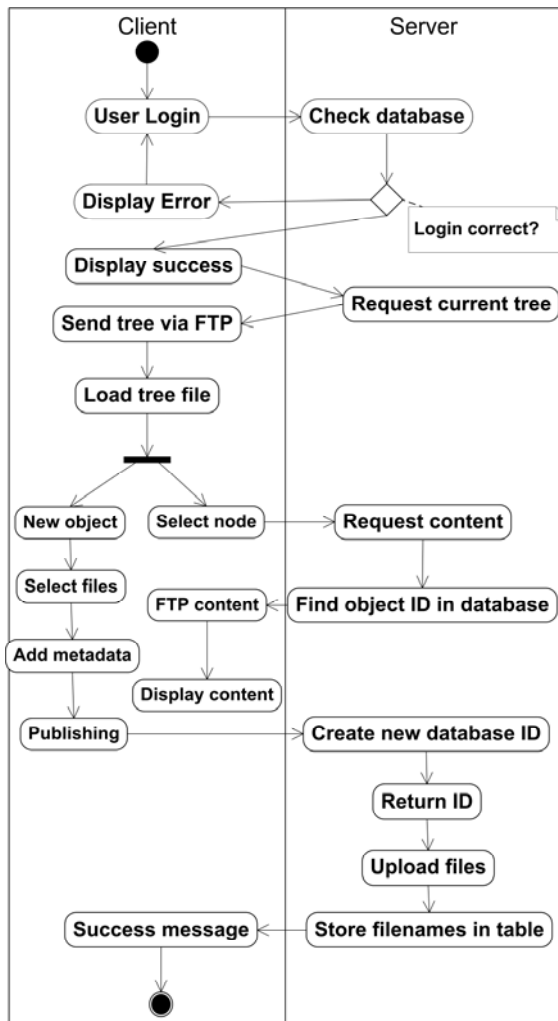 Client
Server
User Login
Check database
Display Error
Login correct?
Display success
Request current tree
Send tree via FTP
Load tree file
New object
Select node
Request content
Select files
FTP content
Find object ID in database
Add metadata
Display content
Publishing
Create new database ID
Return ID
Upload files
Success message
Store filenames in table